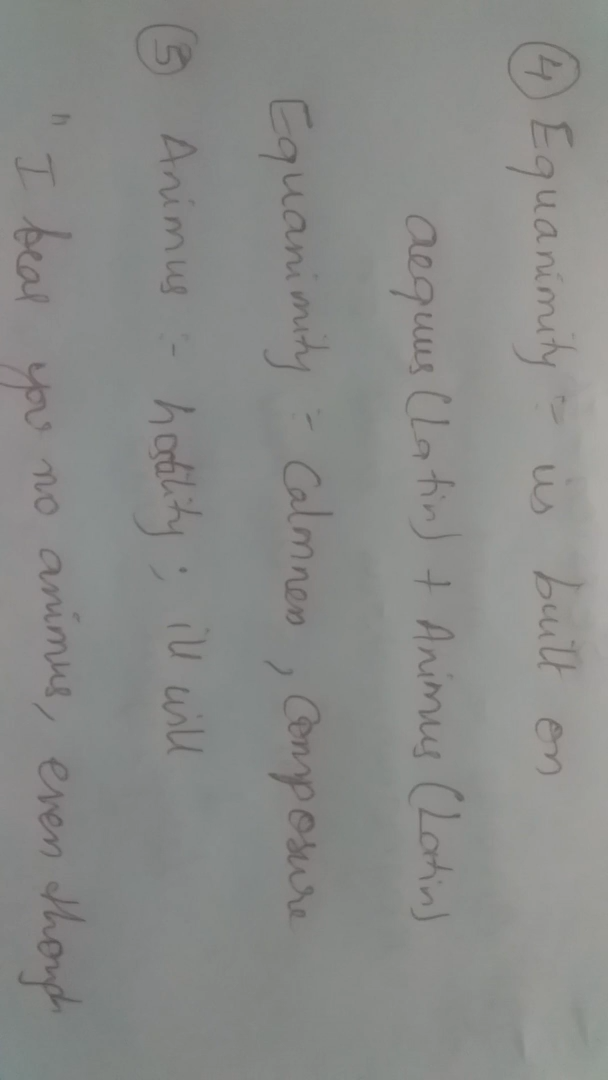 ④ Equanimity :- is built on
aequus (Latin) + Animus (Latin)
Equanimity :- Calmness, Composure
⑤ Animus :- hostility; ill will
" I bear you no animus, even though